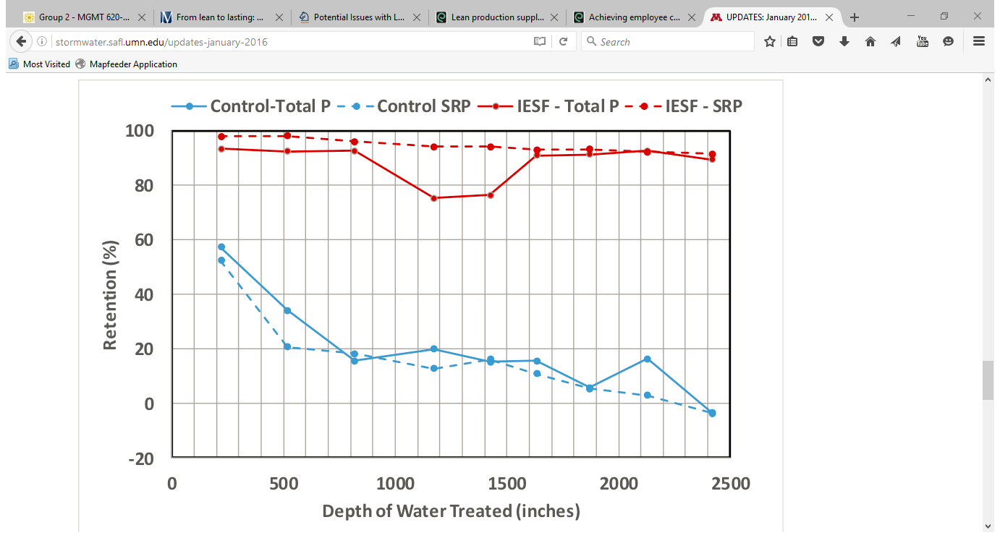 Group 2 - MGMT 620-... From lean to lasting: ... Potential Issues with L... Lean production suppl... Achieving employee c... UPDATES: January 201...
stormwater.safl.umn.edu/updates-january-2016 Search You Tube
Most Visited Mapfeeder Application
Control-Total P Control SRP IESF - Total P IESF - SRP
100
80
60
40
20
0
-20
Retention (%)
0 500 1000 1500 2000 2500
Depth of Water Treated (inches)